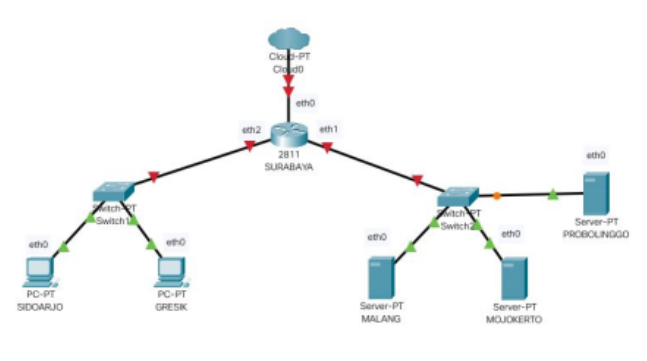 Cloud-PT
Cloud0
eth0
eth2
eth1
2811
SURABAYA
eth0
Switch-PT
Switch1
Switch-PT
Switch2
Server-PT
PROBOLINGGO
eth0
eth0
eth0
eth0
PC-PT
SIDOARJO
PC-PT
GRESIK
Server-PT
MALANG
Server-PT
MOJOKERTO